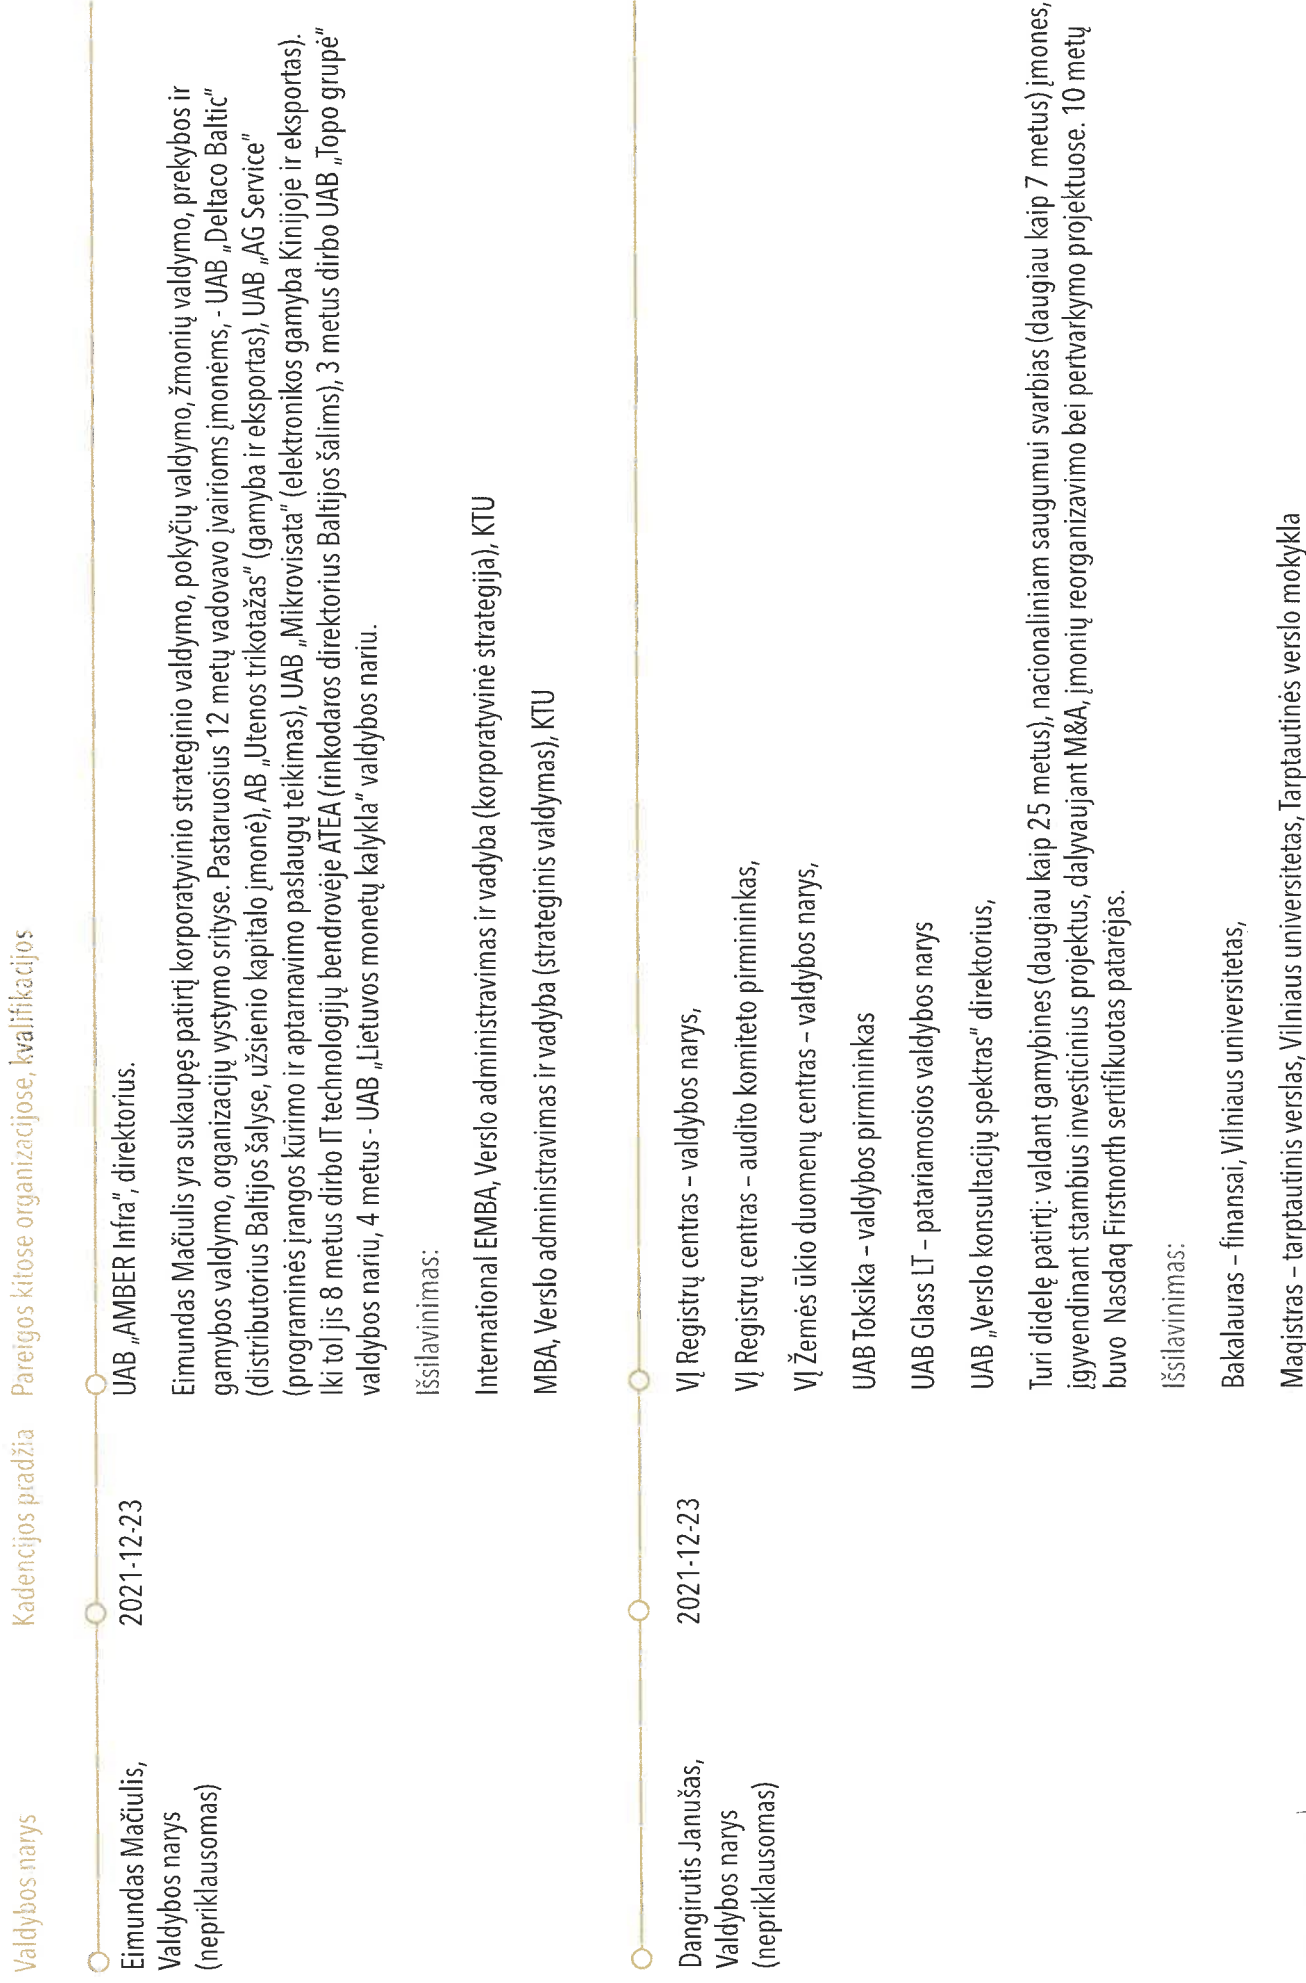 Valdybos narys Kadencijos pradžia Pareigos kitose organizacijose, kvalifikacijos
Eimundas Mačiulis,
Valdybos narys
(nepriklausomas)
2021-12-23
UAB „AMBER Infra“, direktorius.
Eimundas Mačiulis yra sukaupęs patirtį korporatyvinio strateginio valdymo, pokyčių valdymo, žmonių valdymo, prekybos ir
gamybos valdymo, organizacijų vystymo srityse. Pastaruosius 12 metų vadovavo įvairioms įmonėms, - UAB „Deltaco Baltic“
(distributorius Baltijos šalyse, užsienio kapitalo įmonė), AB „Utenos trikotažas“ (gamyba ir eksportas), UAB „AG Service“
(programinės įrangos kūrimo ir aptarnavimo paslaugų teikimas), UAB „Mikrovisata“ (elektronikos gamyba Kinijoje ir eksportas).
Iki tol jis 8 metus dirbo IT technologijų bendrovėje ATEA (rinkodaros direktorius Baltijos šalims), 3 metus dirbo UAB „Topo grupė“
valdybos nariu, 4 metus - UAB „Lietuvos monetų kalykla“ valdybos nariu.
Išsilavinimas:
International EMBA, Verslo administravimas ir vadyba (korporatyvinė strategija), KTU
MBA, Verslo administravimas ir vadyba (strateginis valdymas), KTU
Dangirutis Janušas,
Valdybos narys
(nepriklausomas)
2021-12-23
VĮ Registrų centras – valdybos narys,
VĮ Registrų centras – audito komiteto pirmininkas,
VĮ Žemės ūkio duomenų centras – valdybos narys,
UAB Toksika – valdybos pirmininkas
UAB Glass LT – patariamosios valdybos narys
UAB „Verslo konsultacijų spektras“ direktorius,
Turi didelę patirtį: valdant gamybines (daugiau kaip 25 metus), nacionaliniam saugumui svarbias (daugiau kaip 7 metus) įmones,
įgyvendinant stambius investicinius projektus, dalyvaujant M&A, įmonių reorganizavimo bei pertvarkymo projektuose. 10 metų
buvo Nasdaq Firstnorth sertifikuotas patarėjas.
Išsilavinimas:
Bakalauras – finansai, Vilniaus universitetas,
Magistras – tarptautinis verslas, Vilniaus universitetas, Tarptautinės verslo mokykla